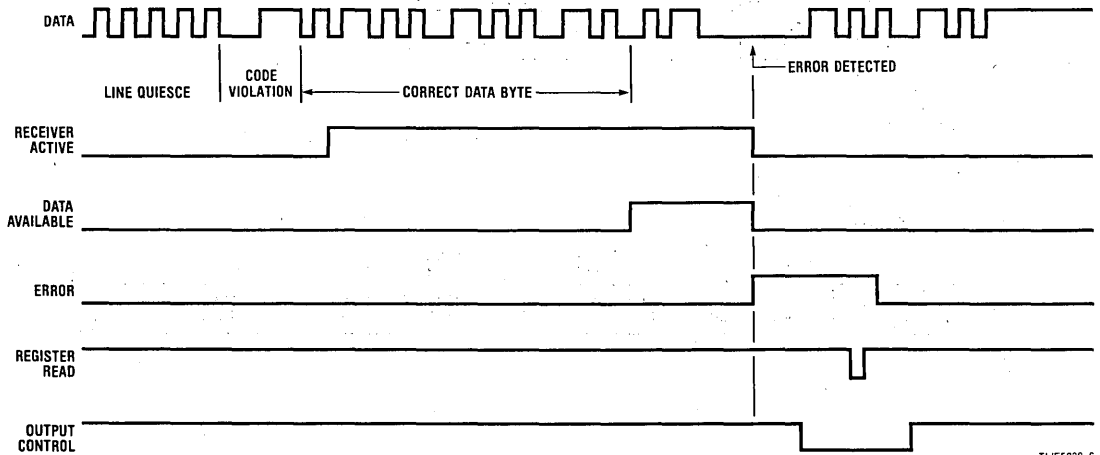 DATA
LINE QUIESCE
CODE
VIOLATION
CORRECT DATA BYTE
ERROR DETECTED
RECEIVER
ACTIVE
DATA
AVAILABLE
ERROR
REGISTER
READ
OUTPUT
CONTROL